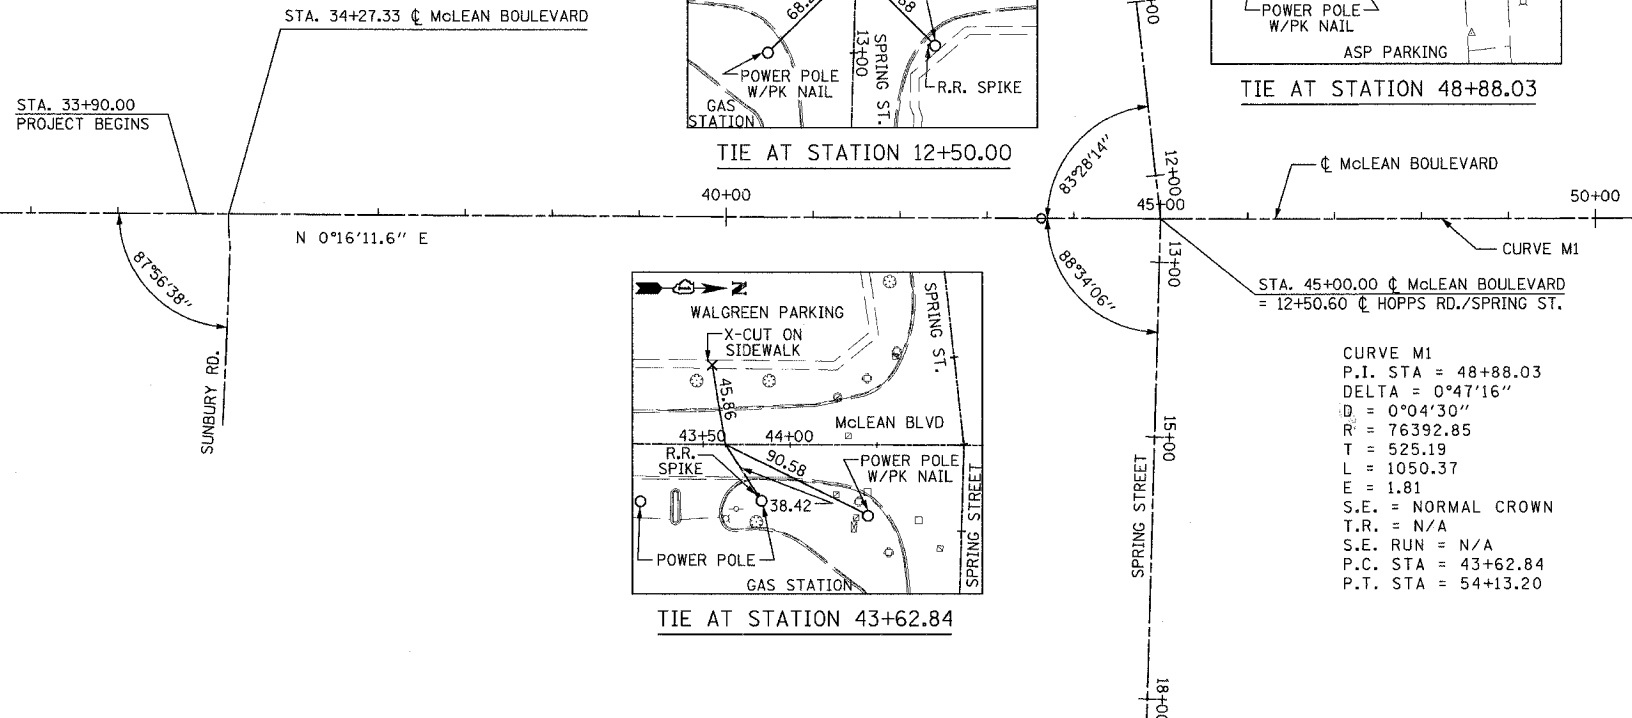 STA. 34+27.33 ℄ McLEAN BOULEVARD
STA. 33+90.00
PROJECT BEGINS
N 0°16'11.6" E
87°56'38"
SUNBURY RD.
40+00
POWER POLE
W/PK NAIL
GAS
STATION
13+00
SPRING ST.
R.R. SPIKE
TIE AT STATION 12+50.00
POWER POLE
W/PK NAIL
ASP PARKING
TIE AT STATION 48+88.03
83°28'14"
12+00
45+00
℄ McLEAN BOULEVARD
50+00
CURVE M1
13+00
88°34'06"
STA. 45+00.00 ℄ McLEAN BOULEVARD
= 12+50.60 ℄ HOPPS RD./SPRING ST.
N
WALGREEN PARKING
SPRING ST.
X-CUT ON
SIDEWALK
45.86
McLEAN BLVD
43+50
44+00
R.R.
SPIKE
90.58
POWER POLE
W/PK NAIL
38.42
POWER POLE
GAS STATION
SPRING STREET
TIE AT STATION 43+62.84
15+00
SPRING STREET
CURVE M1
P.I. STA = 48+88.03
DELTA = 0°47'16"
D = 0°04'30"
R = 76392.85
T = 525.19
L = 1050.37
E = 1.81
S.E. = NORMAL CROWN
T.R. = N/A
S.E. RUN = N/A
P.C. STA = 43+62.84
P.T. STA = 54+13.20